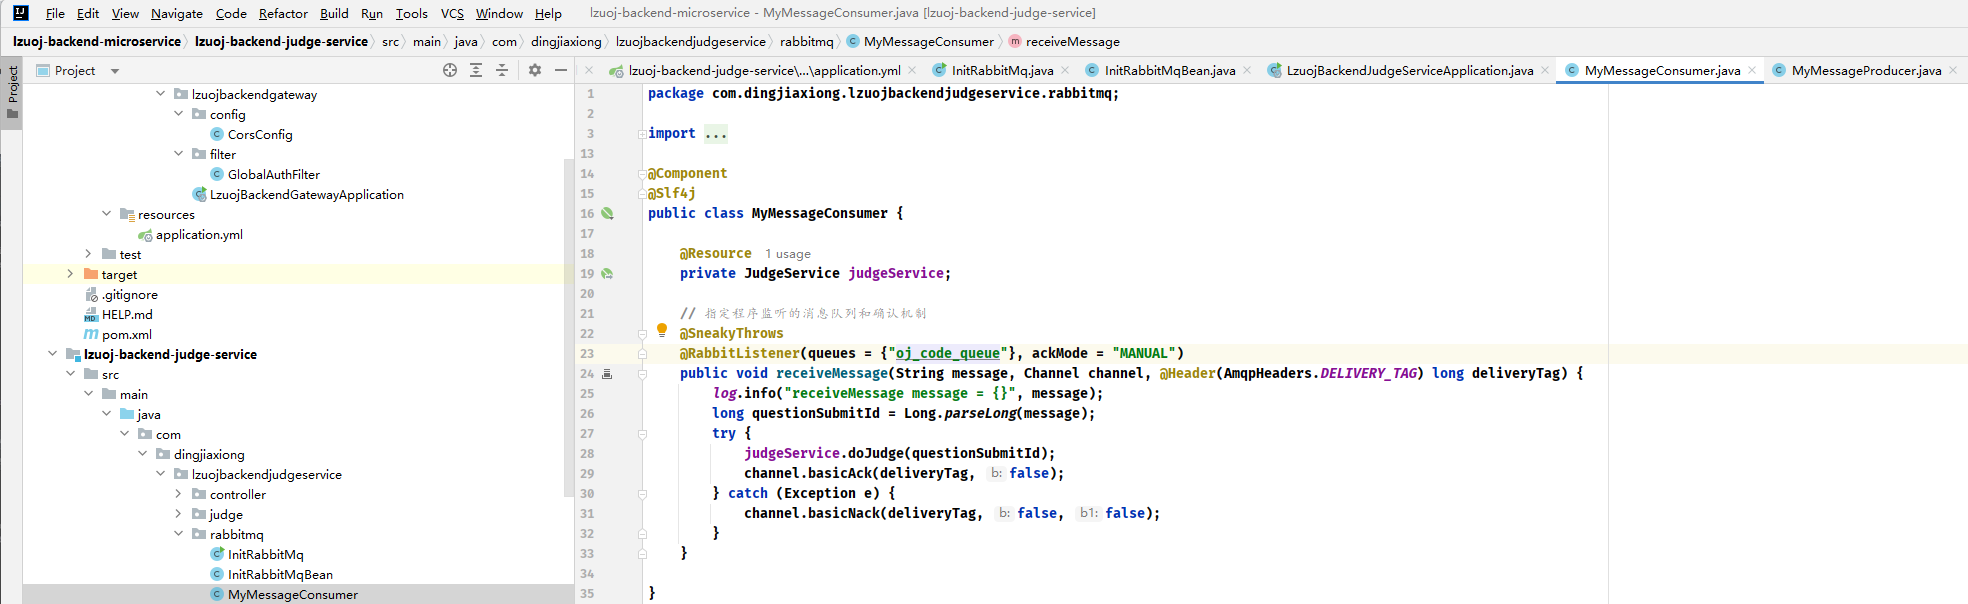 File Edit View Navigate Code Refactor Build Run Tools VCS Window Help lzuoj-backend-microservice - MyMessageConsumer.java [lzuoj-backend-judge-service]
lzuoj-backend-microservice lzuoj-backend-judge-service src main java com dingjiaxiong lzuojbackendjudgeservice rabbitmq MyMessageConsumer receiveMessage
Project
Project
lzuoj-backend-judge-service\...\application.yml InitRabbitMq.java InitRabbitMqBean.java LzuojBackendJudgeServiceApplication.java MyMessageConsumer.java MyMessageProducer.java
lzuojbackendgateway
config
CorsConfig
filter
GlobalAuthFilter
LzuojBackendGatewayApplication
resources
application.yml
test
target
.gitignore
HELP.md
pom.xml
lzuoj-backend-judge-service
src
main
java
com
dingjiaxiong
lzuojbackendjudgeservice
controller
judge
rabbitmq
InitRabbitMq
InitRabbitMqBean
MyMessageConsumer
1 package com.dingjiaxiong.lzuojbackendjudgeservice.rabbitmq;
2
3 import ...
13
14 @Component
15 @Slf4j
16 public class MyMessageConsumer {
17
18 @Resource 1 usage
19 private JudgeService judgeService;
20
21 // 指定程序监听的消息队列和确认机制
22 @SneakyThrows
23 @RabbitListener(queues = {"oj_code_queue"}, ackMode = "MANUAL")
24 public void receiveMessage(String message, Channel channel, @Header(AmqpHeaders.DELIVERY_TAG) long deliveryTag) {
25 log.info("receiveMessage message = {}", message);
26 long questionSubmitId = Long.parseLong(message);
27 try {
28 judgeService.doJudge(questionSubmitId);
29 channel.basicAck(deliveryTag, b: false);
30 } catch (Exception e) {
31 channel.basicNack(deliveryTag, b: false, b1: false);
32 }
33 }
34
35 }